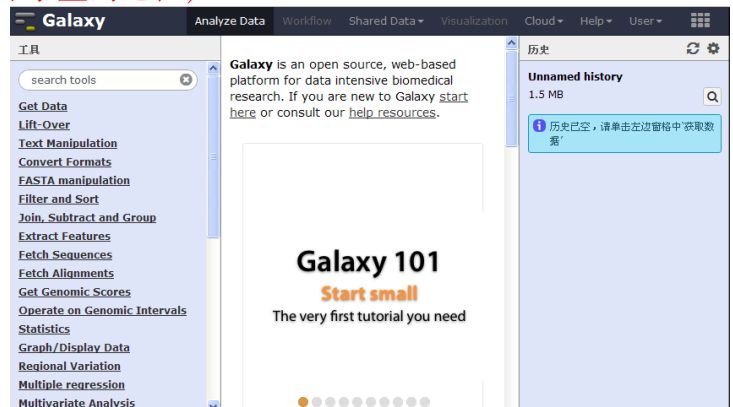 Galaxy
Analyze Data Workflow Shared Data Visualization Cloud Help User
工具
search tools
Get Data
Lift-Over
Text Manipulation
Convert Formats
FASTA manipulation
Filter and Sort
Join, Subtract and Group
Extract Features
Fetch Sequences
Fetch Alignments
Get Genomic Scores
Operate on Genomic Intervals
Statistics
Graph/Display Data
Regional Variation
Multiple regression
Multivariate Analysis
Galaxy is an open source, web-based
platform for data intensive biomedical
research. If you are new to Galaxy start
here or consult our help resources.
Galaxy 101
Start small
The very first tutorial you need
历史
Unnamed history
1.5 MB
历史已空，请单击左边窗格中‘获取数
据’